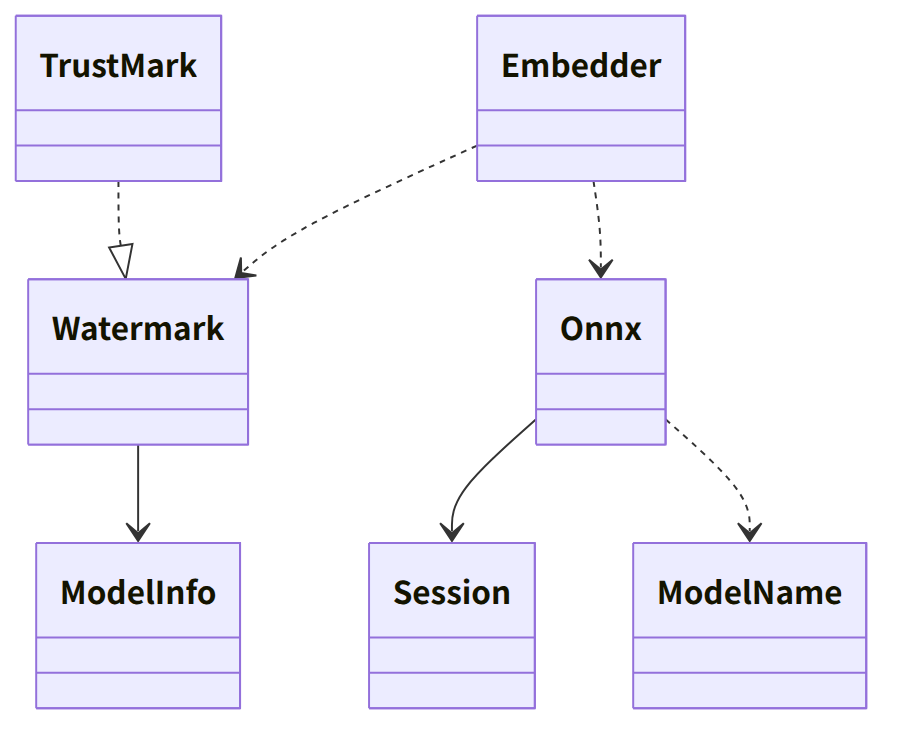 TrustMark
Embedder
Watermark
Onnx
ModelInfo
Session
ModelName